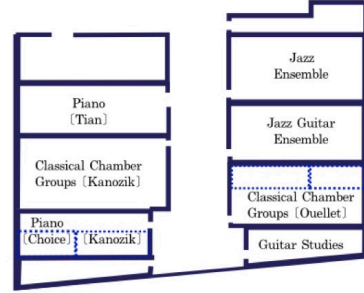 Jazz
Ensemble
Piano
[Tian]
Jazz Guitar
Ensemble
Classical Chamber
Groups [Kanozik]
Classical Chamber
Groups [Ouellet]
Piano
[Choice] [Kanozik]
Guitar Studies